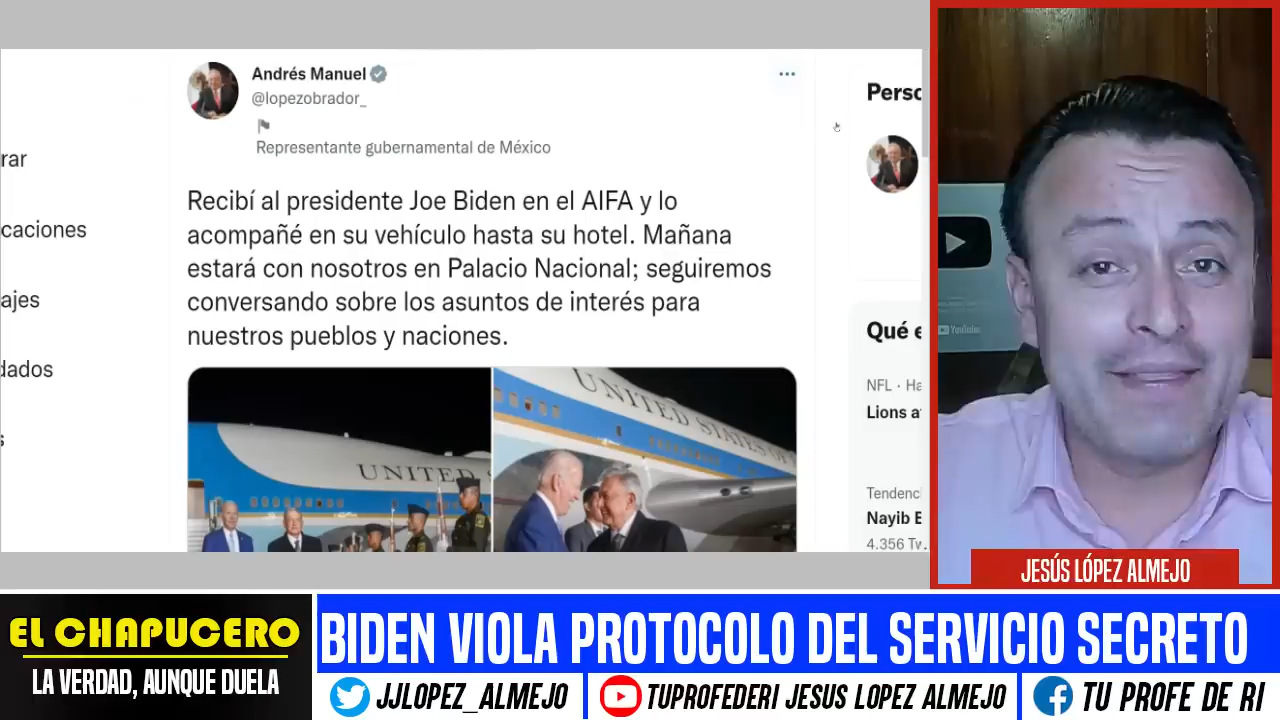 Andrés Manuel
@lopezobrador_
Representante gubernamental de México
Recibí al presidente Joe Biden en el AIFA y lo
acompañé en su vehículo hasta su hotel. Mañana
estará con nosotros en Palacio Nacional; seguiremos
conversando sobre los asuntos de interés para
nuestros pueblos y naciones.
UNITED S
UNITED STATES OF
rar
caciones
ajes
dados
s
Perso
Qué e
NFL · Ha
Lions a
Tendenc
Nayib B
4.356 Tw
YouTube
JESÚS LÓPEZ ALMEJO
EL CHAPUCERO
LA VERDAD, AUNQUE DUELA
BIDEN VIOLA PROTOCOLO DEL SERVICIO SECRETO
JJLOPEZ_ALMEJO
TUPROFEDERI JESUS LOPEZ ALMEJO
TU PROFE DE RI